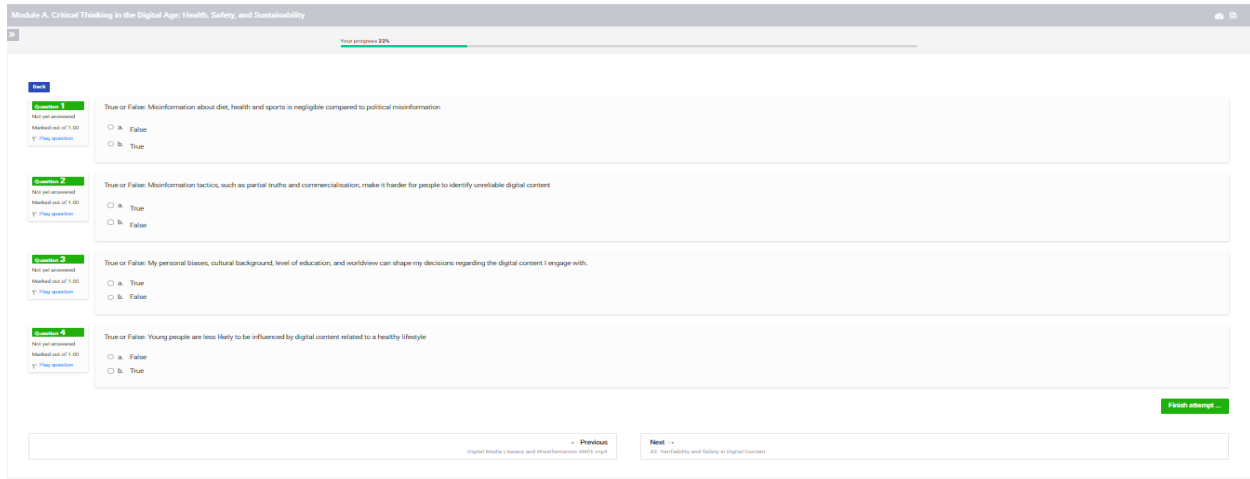 Module A. Critical Thinking in the Digital Age: Health, Safety, and Sustainability
Your progress 22%
Back
Question 1
Not yet answered
Marked out of 1.00
Flag question
True or False: Misinformation about diet, health and sports is negligible compared to political misinformation
a. False
b. True
Question 2
Not yet answered
Marked out of 1.00
Flag question
True or False: Misinformation tactics, such as partial truths and commercialisation, make it harder for people to identify unreliable digital content
a. True
b. False
Question 3
Not yet answered
Marked out of 1.00
Flag question
True or False: My personal biases, cultural background, level of education, and worldview can shape my decisions regarding the digital content I engage with.
a. True
b. False
Question 4
Not yet answered
Marked out of 1.00
Flag question
True or False: Young people are less likely to be influenced by digital content related to a healthy lifestyle
a. False
b. True
Finish attempt ...
← Previous
Digital Media Literacy and Misinformation ANCE.mp4
Next →
A2. Verifiability and Safety in Digital Content